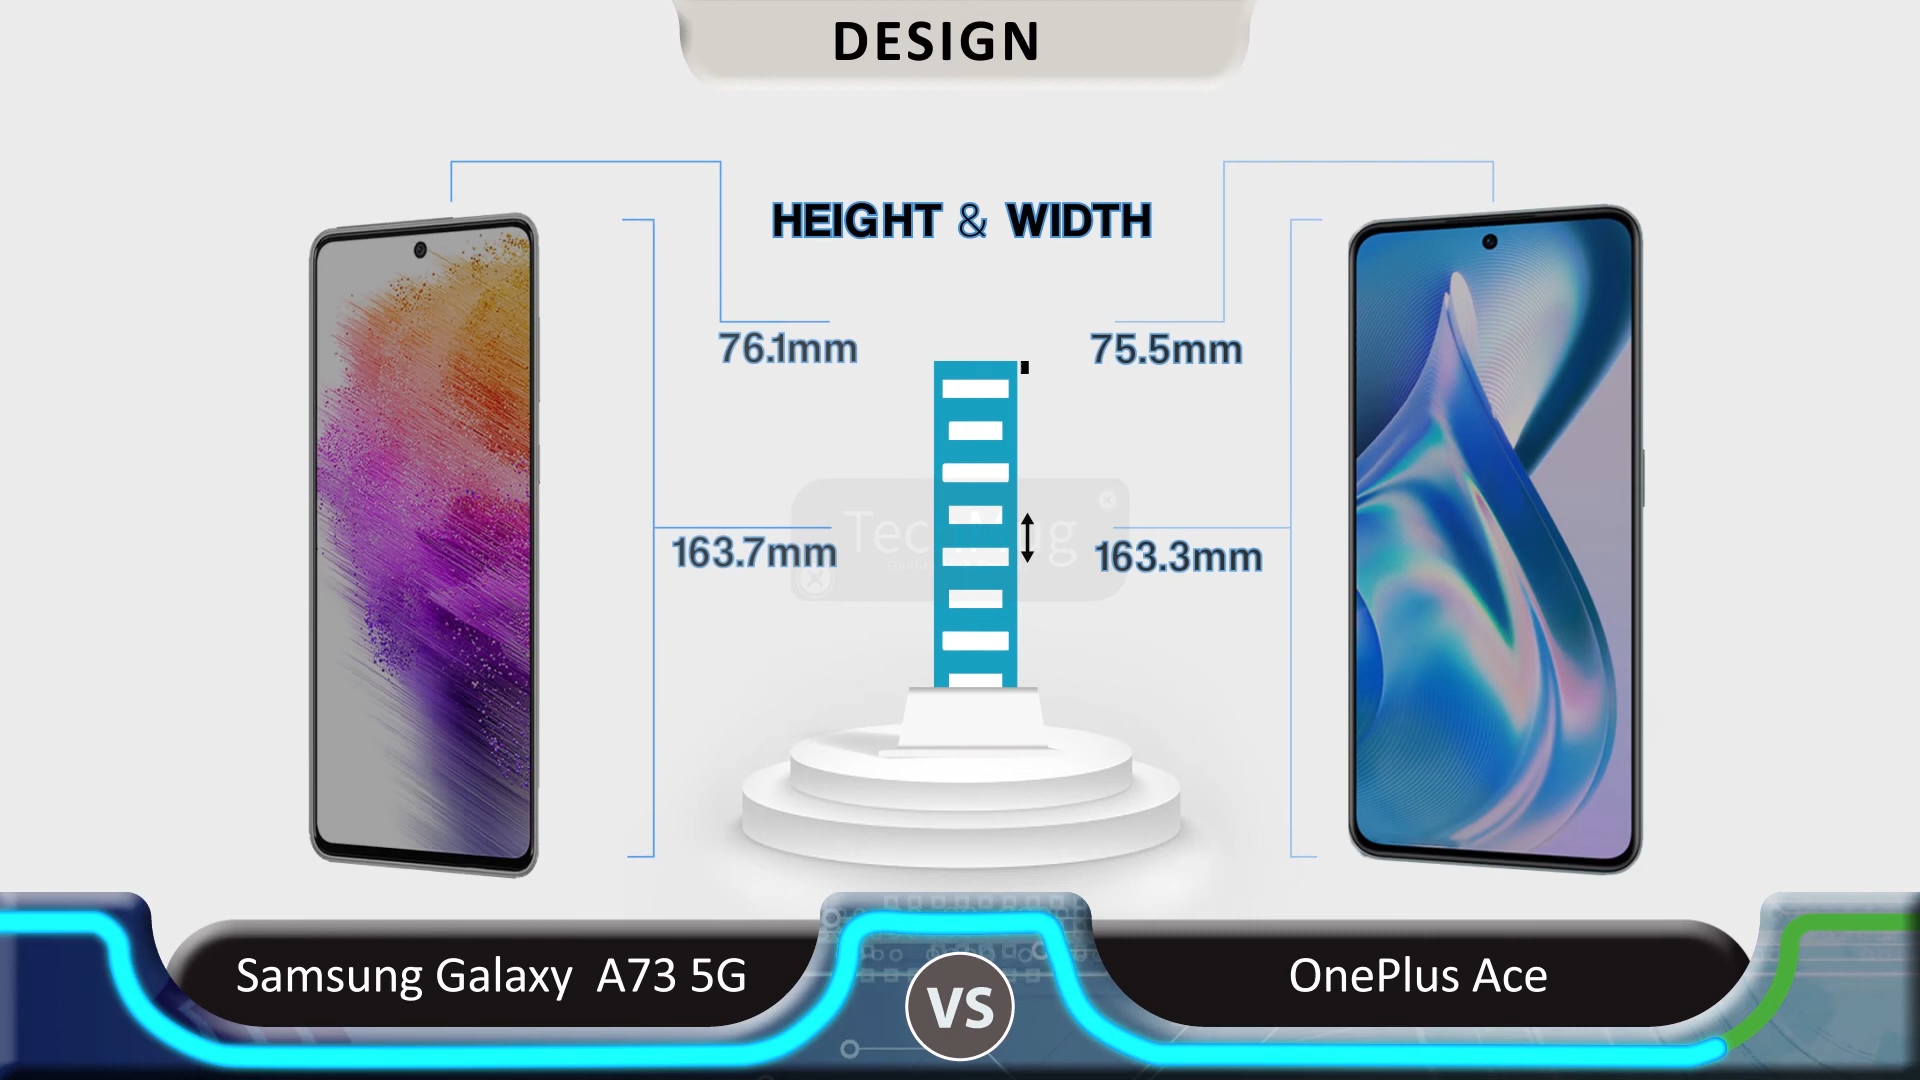 DESIGN
HEIGHT & WIDTH
76.1mm
75.5mm
163.7mm
163.3mm
Samsung Galaxy A73 5G
VS
OnePlus Ace